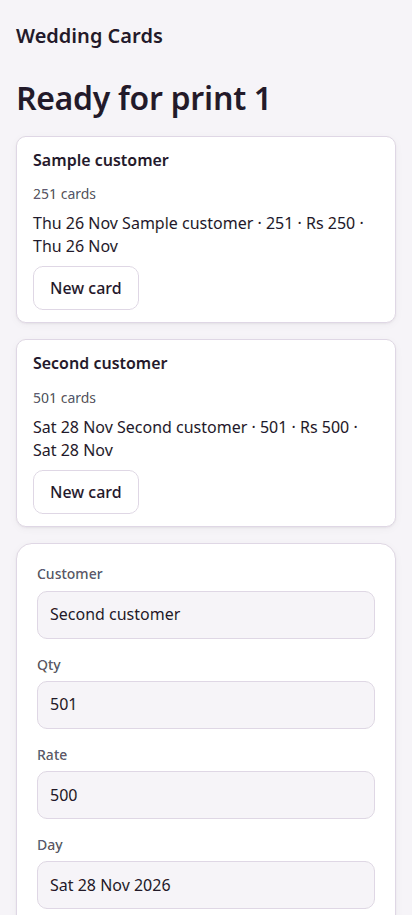 Wedding Cards
Ready for print 1
Sample customer
251 cards
Thu 26 Nov Sample customer · 251 · Rs 250 ·
Thu 26 Nov
New card
Second customer
501 cards
Sat 28 Nov Second customer · 501 · Rs 500 ·
Sat 28 Nov
New card
Customer
Second customer
Qty
501
Rate
500
Day
Sat 28 Nov 2026